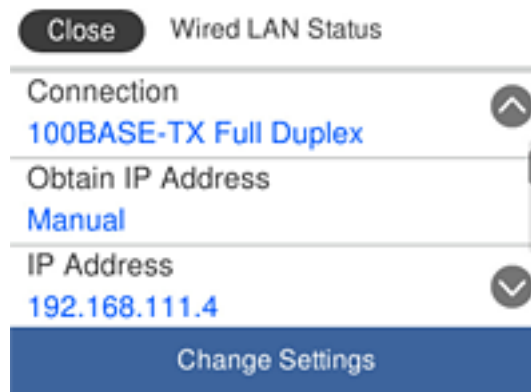 Close Wired LAN Status
Connection
100BASE-TX Full Duplex
Obtain IP Address
Manual
IP Address
192.168.111.4
Change Settings